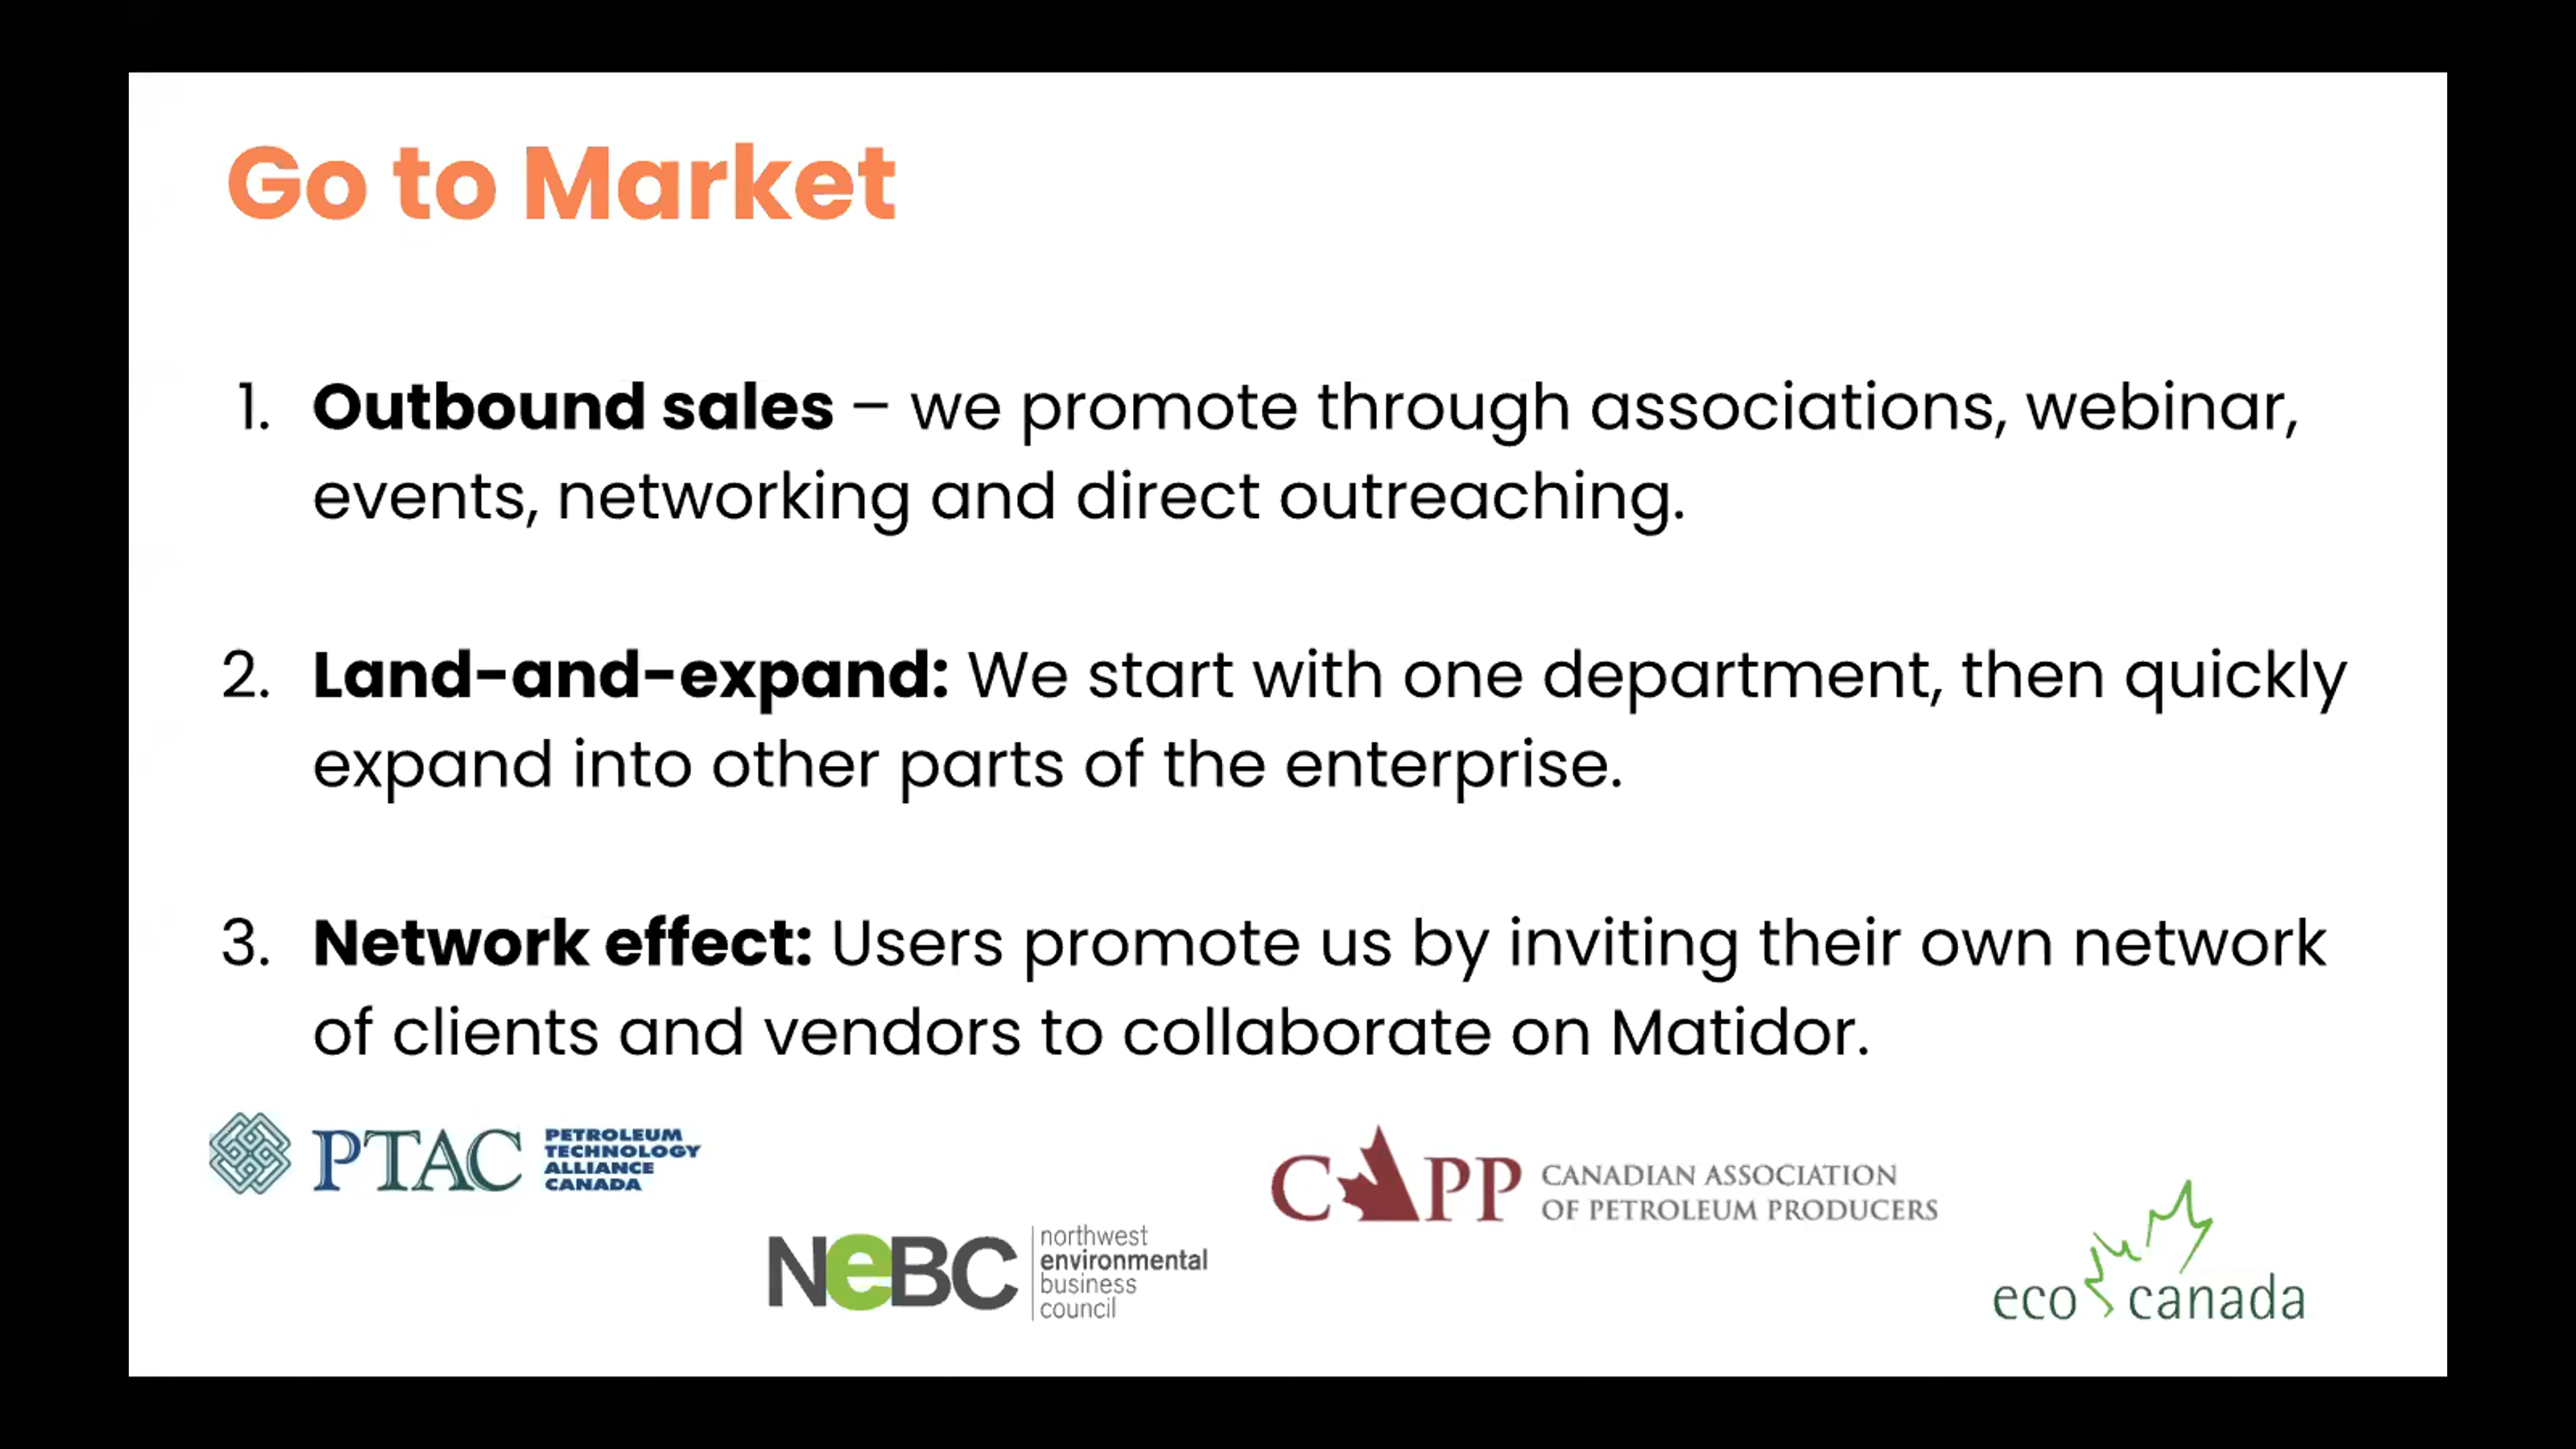 Go to Market
1. Outbound sales – we promote through associations, webinar,
events, networking and direct outreaching.
2. Land-and-expand: We start with one department, then quickly
expand into other parts of the enterprise.
3. Network effect: Users promote us by inviting their own network
of clients and vendors to collaborate on Matidor.
PTAC
PETROLEUM
TECHNOLOGY
ALLIANCE
CANADA
NeBC
northwest
environmental
business
council
CAPP
CANADIAN ASSOCIATION
OF PETROLEUM PRODUCERS
eco canada